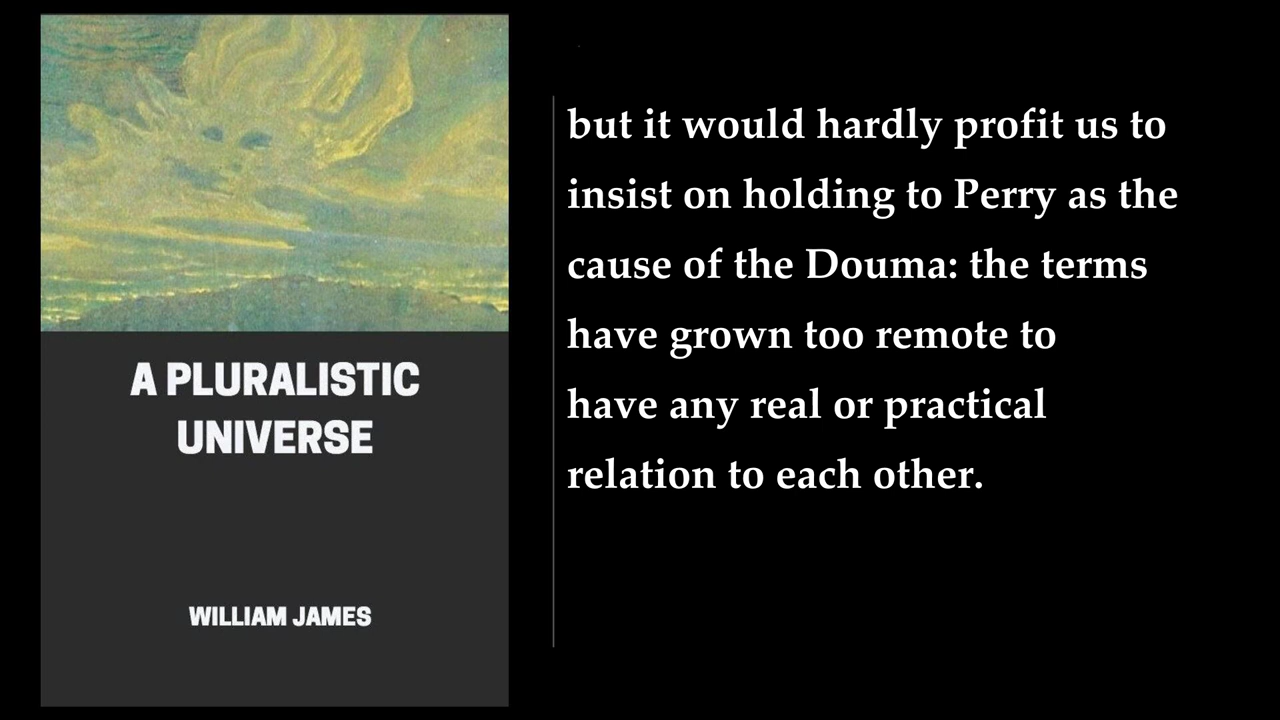 A PLURALISTIC
UNIVERSE
WILLIAM JAMES
but it would hardly profit us to
insist on holding to Perry as the
cause of the Douma: the terms
have grown too remote to
have any real or practical
relation to each other.